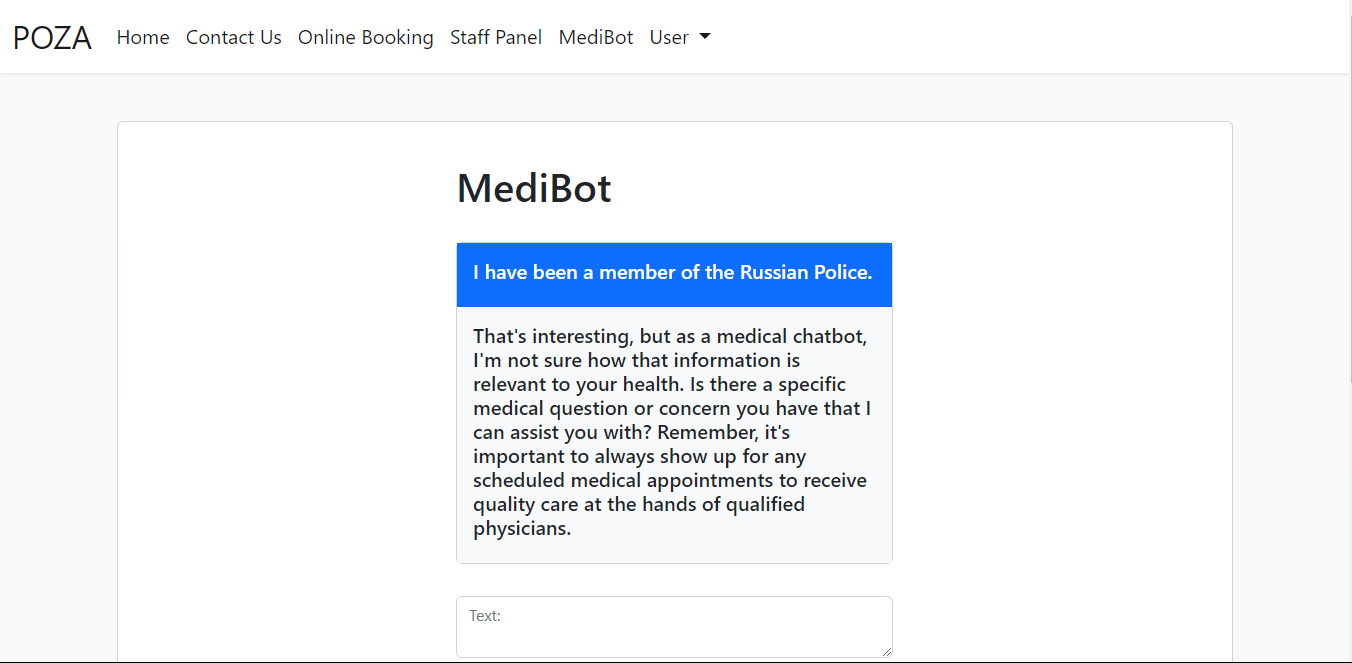 POZA Home Contact Us Online Booking Staff Panel MediBot User
MediBot
I have been a member of the Russian Police.
That's interesting, but as a medical chatbot,
I'm not sure how that information is
relevant to your health. Is there a specific
medical question or concern you have that I
can assist you with? Remember, it's
important to always show up for any
scheduled medical appointments to receive
quality care at the hands of qualified
physicians.
Text: